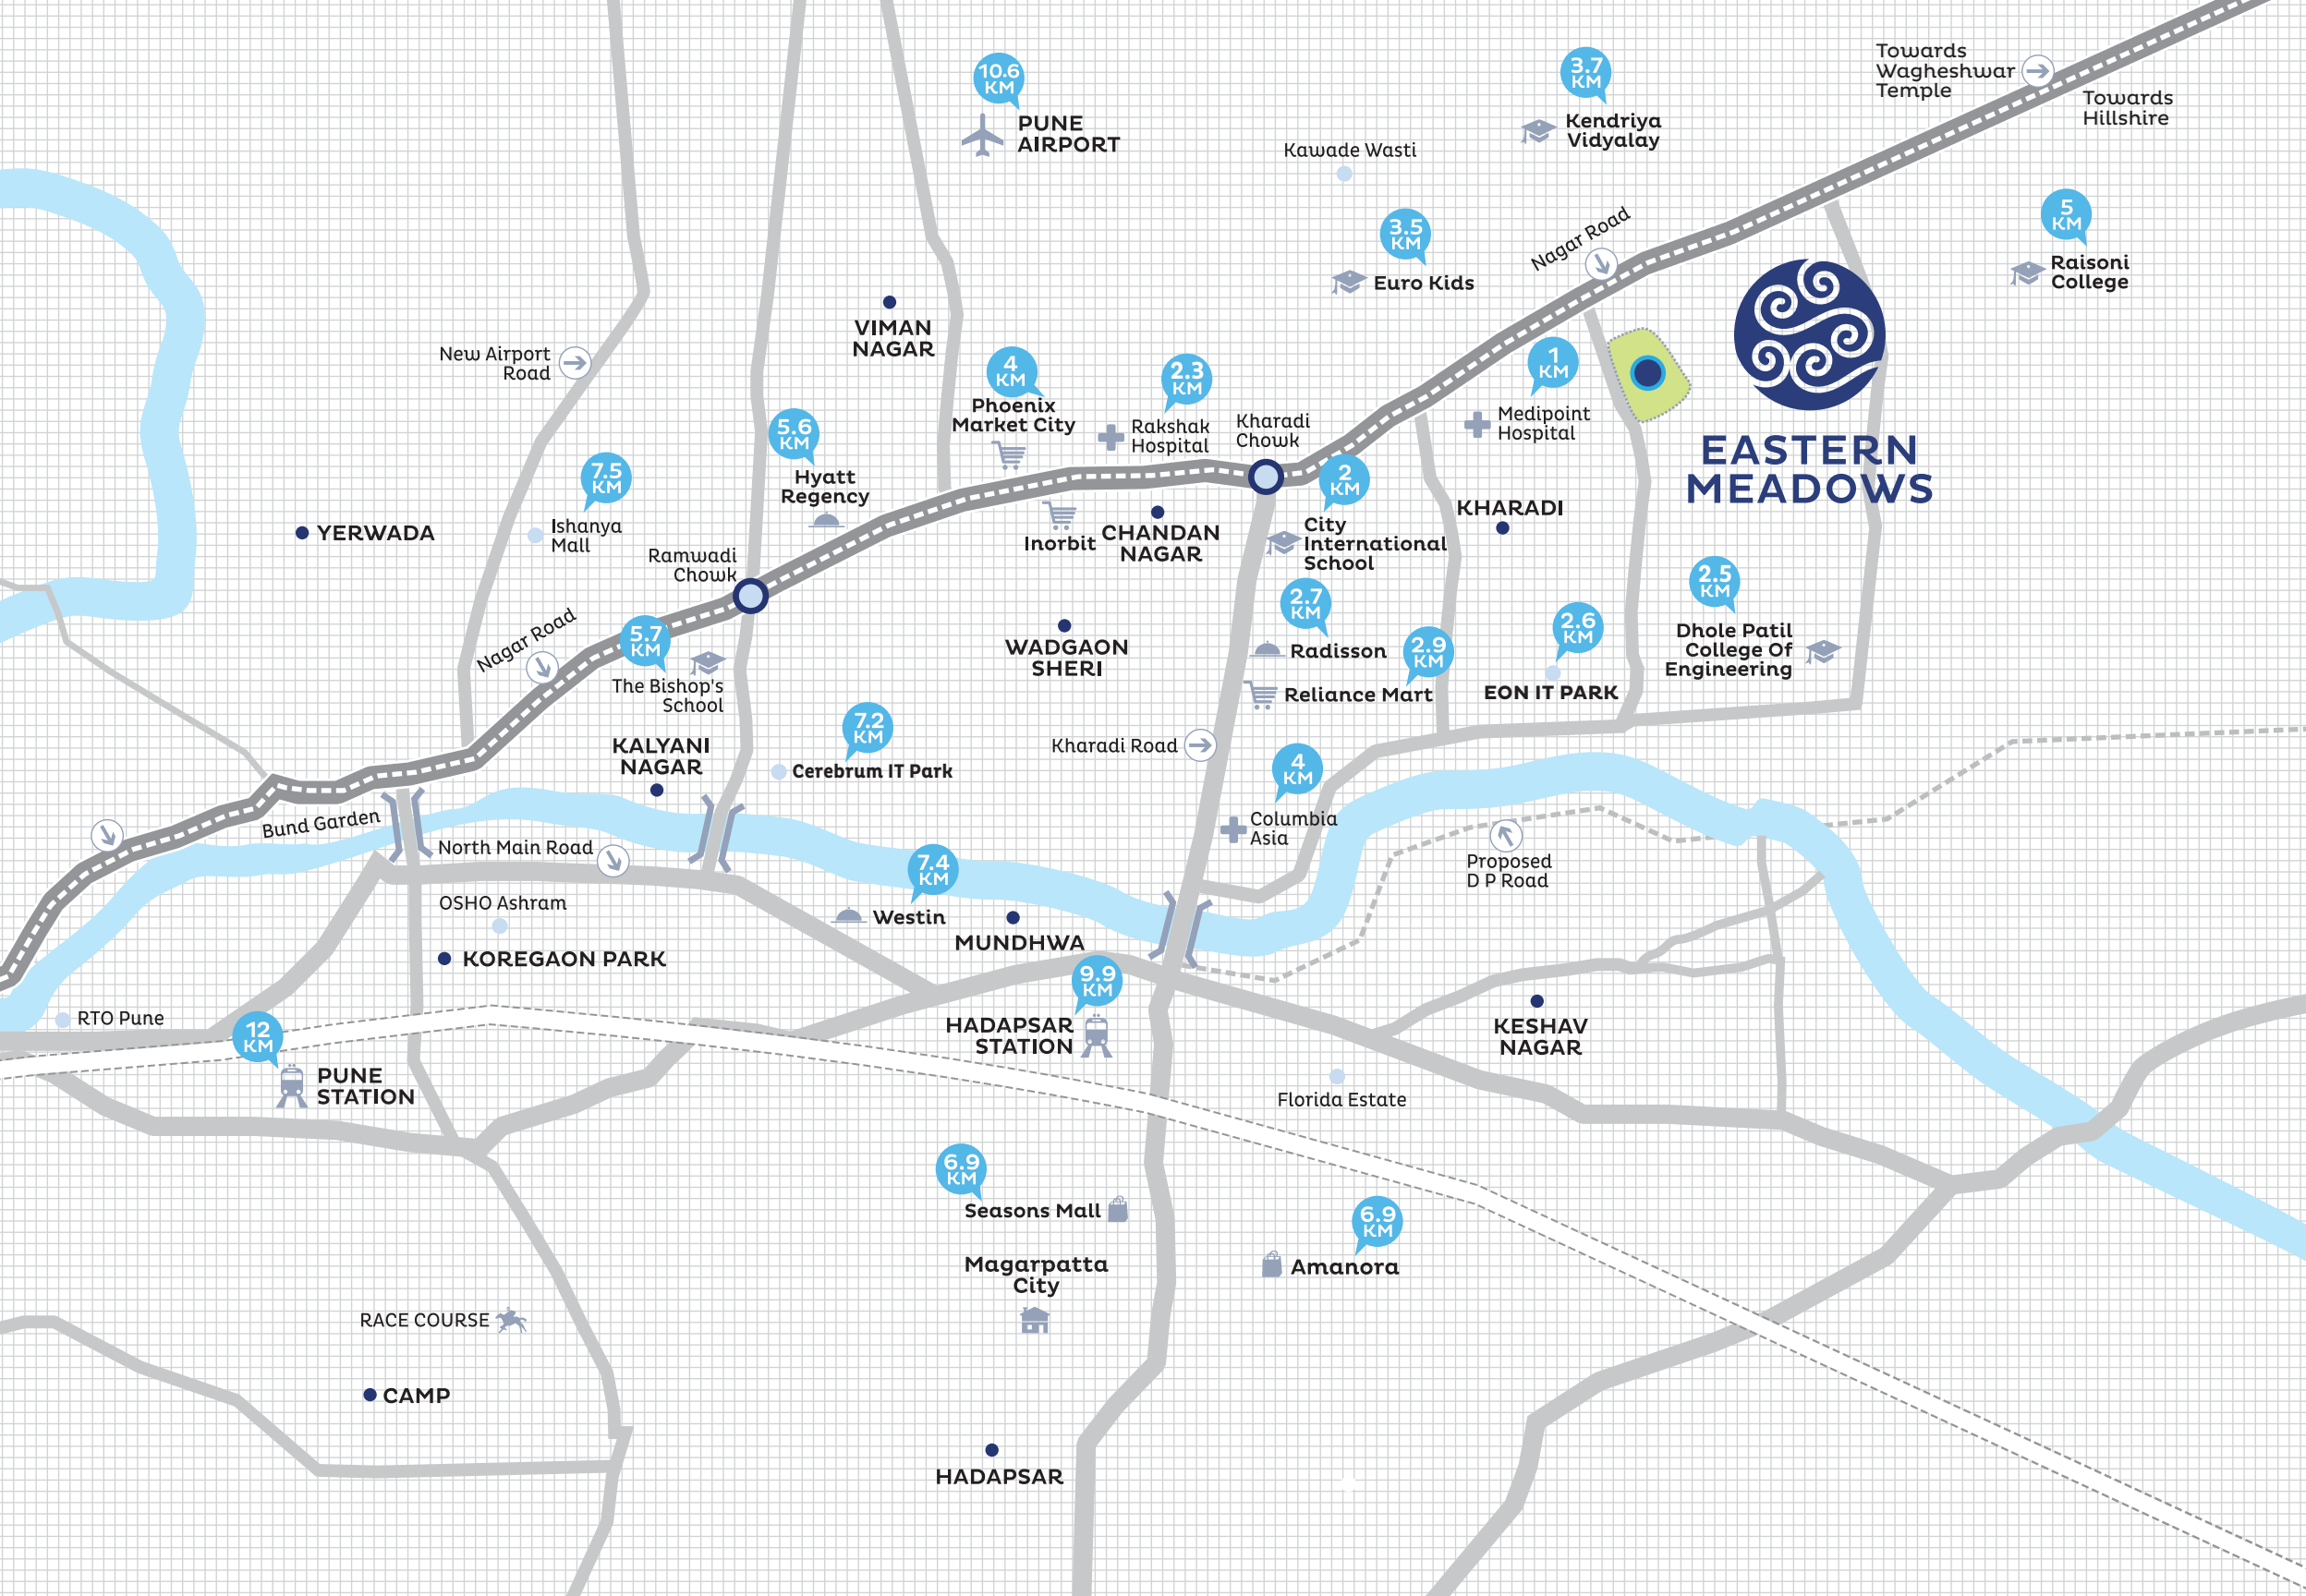 Towards
Wagheshwar
Temple
Towards
Hillshire
10.6
KM
PUNE
AIRPORT
3.7
KM
Kendriya
Vidyalay
Kawade Wasti
3.5
KM
Euro Kids
Nagar Road
5
KM
Raisoni
College
VIMAN
NAGAR
New Airport
Road
4
KM
Phoenix
Market City
2.3
KM
Rakshak
Hospital
Kharadi
Chowk
1
KM
Medipoint
Hospital
EASTERN
MEADOWS
5.6
KM
Hyatt
Regency
7.5
KM
Ishanya
Mall
YERWADA
Ramwadi
Chowk
Inorbit
CHANDAN
NAGAR
2
KM
City
International
School
KHARADI
Nagar Road
5.7
KM
The Bishop's
School
WADGAON
SHERI
2.7
KM
Radisson
2.9
KM
Reliance Mart
2.6
KM
EON IT PARK
2.5
KM
Dhole Patil
College Of
Engineering
KALYANI
NAGAR
7.2
KM
Cerebrum IT Park
Kharadi Road
4
KM
Columbia
Asia
Bund Garden
North Main Road
Proposed
D P Road
OSHO Ashram
7.4
KM
Westin
MUNDHWA
KOREGAON PARK
RTO Pune
12
KM
PUNE
STATION
9.9
KM
HADAPSAR
STATION
KESHAV
NAGAR
Florida Estate
6.9
KM
Seasons Mall
6.9
KM
Amanora
Magarpatta
City
RACE COURSE
CAMP
HADAPSAR